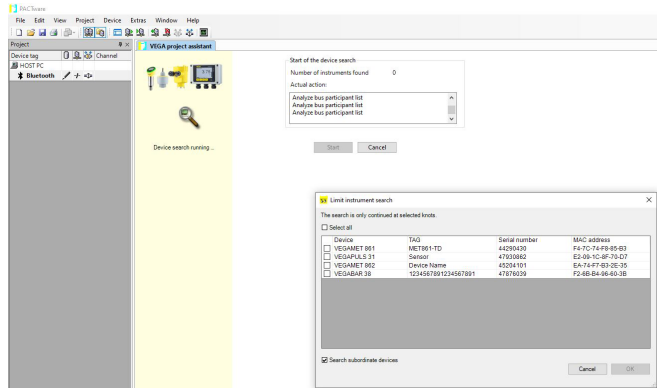 PACTware
File Edit View Project Device Extras Window Help
Project
VEGA project assistant
Device tag Channel
HOST PC
Bluetooth
Start of the device search
Number of instruments found 0
Actual action:
Analyze bus participant list
Analyze bus participant list
Analyze bus participant list
Device search running ..
Start Cancel
Limit instrument search
The search is only continued at selected knots.
Select all
Device TAG Serial number MAC address
VEGAMET 861 MET861-TD 44290430 F4-7C-74-F8-85-B3
VEGAPULS 31 Sensor 47930862 E2-09-1C-8F-70-D7
VEGAMET 862 Device Name 45204101 EA-74-F7-B3-2E-35
VEGABAR 38 1234567891234567891 47876039 F2-6B-B4-96-60-3B
Search subordinate devices
Cancel OK